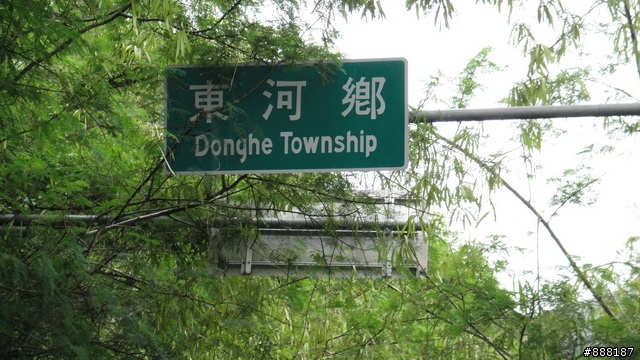 東河鄉
Donghe Township
#888187